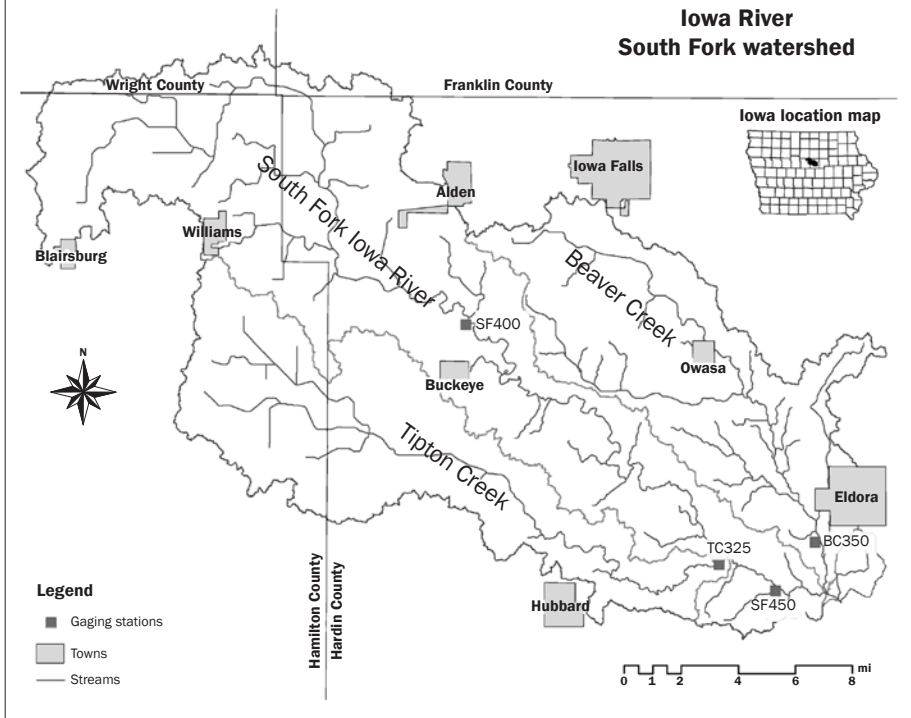 Iowa River
South Fork watershed
Wright County
Franklin County
Iowa location map
Iowa Falls
Alden
South Fork Iowa River
Williams
Blairsburg
Beaver Creek
SF400
N
Owasa
Buckeye
Tipton Creek
Eldora
BC350
TC325
SF450
Hubbard
Hamilton County
Hardin County
Legend
Gaging stations
Towns
Streams
mi
0 1 2 4 6 8